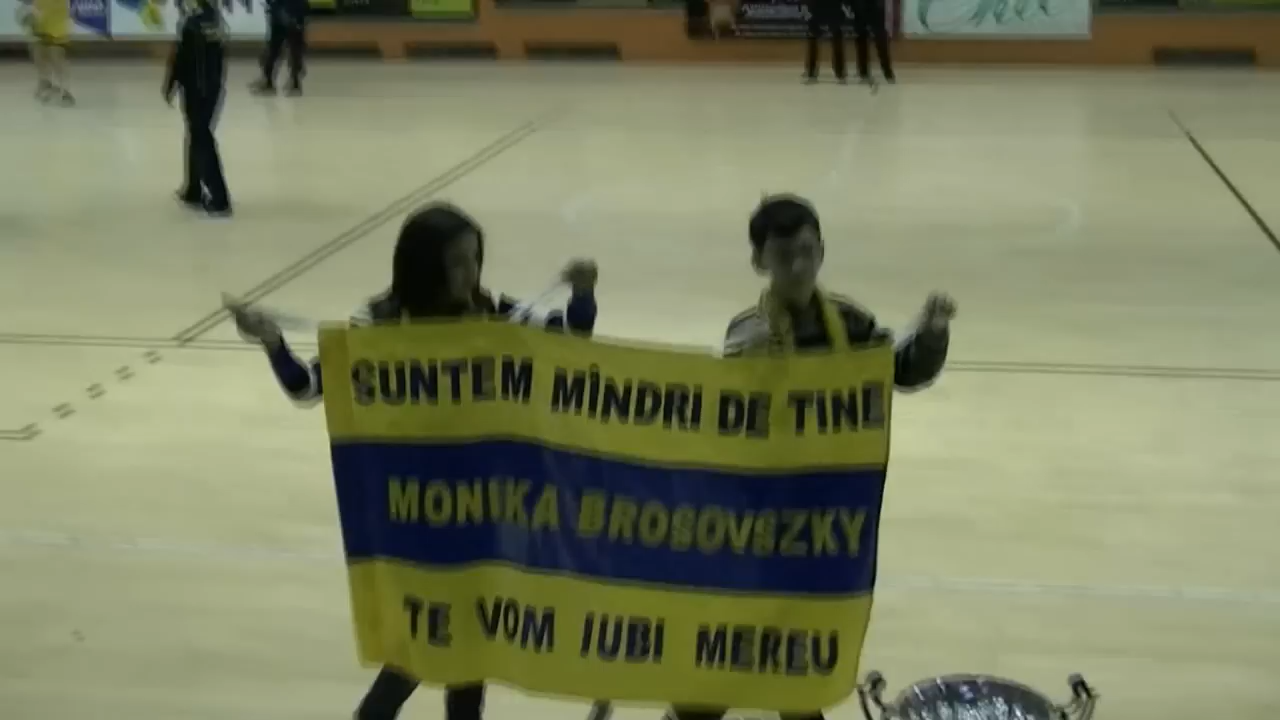 SUNTEM MÎNDRI DE TINE
MONIKA BROSOVSZKY
TE VOM IUBI MEREU